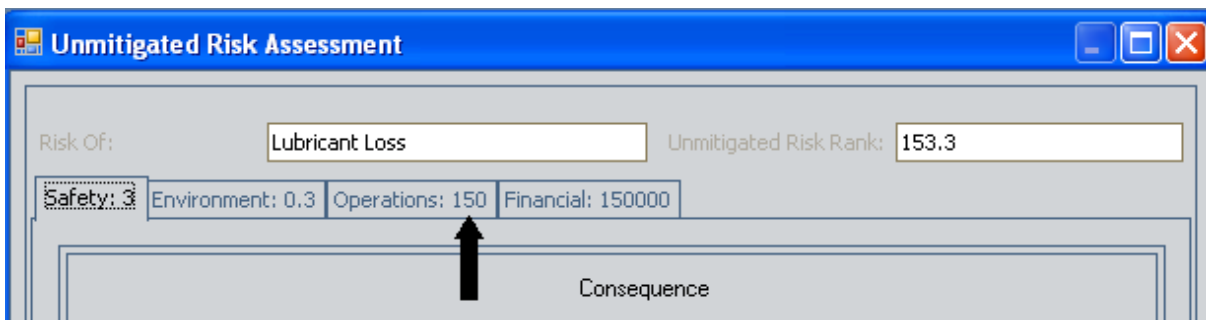 Unmitigated Risk Assessment
Risk Of: Lubricant Loss Unmitigated Risk Rank: 153.3
Safety: 3 Environment: 0.3 Operations: 150 Financial: 150000
Consequence